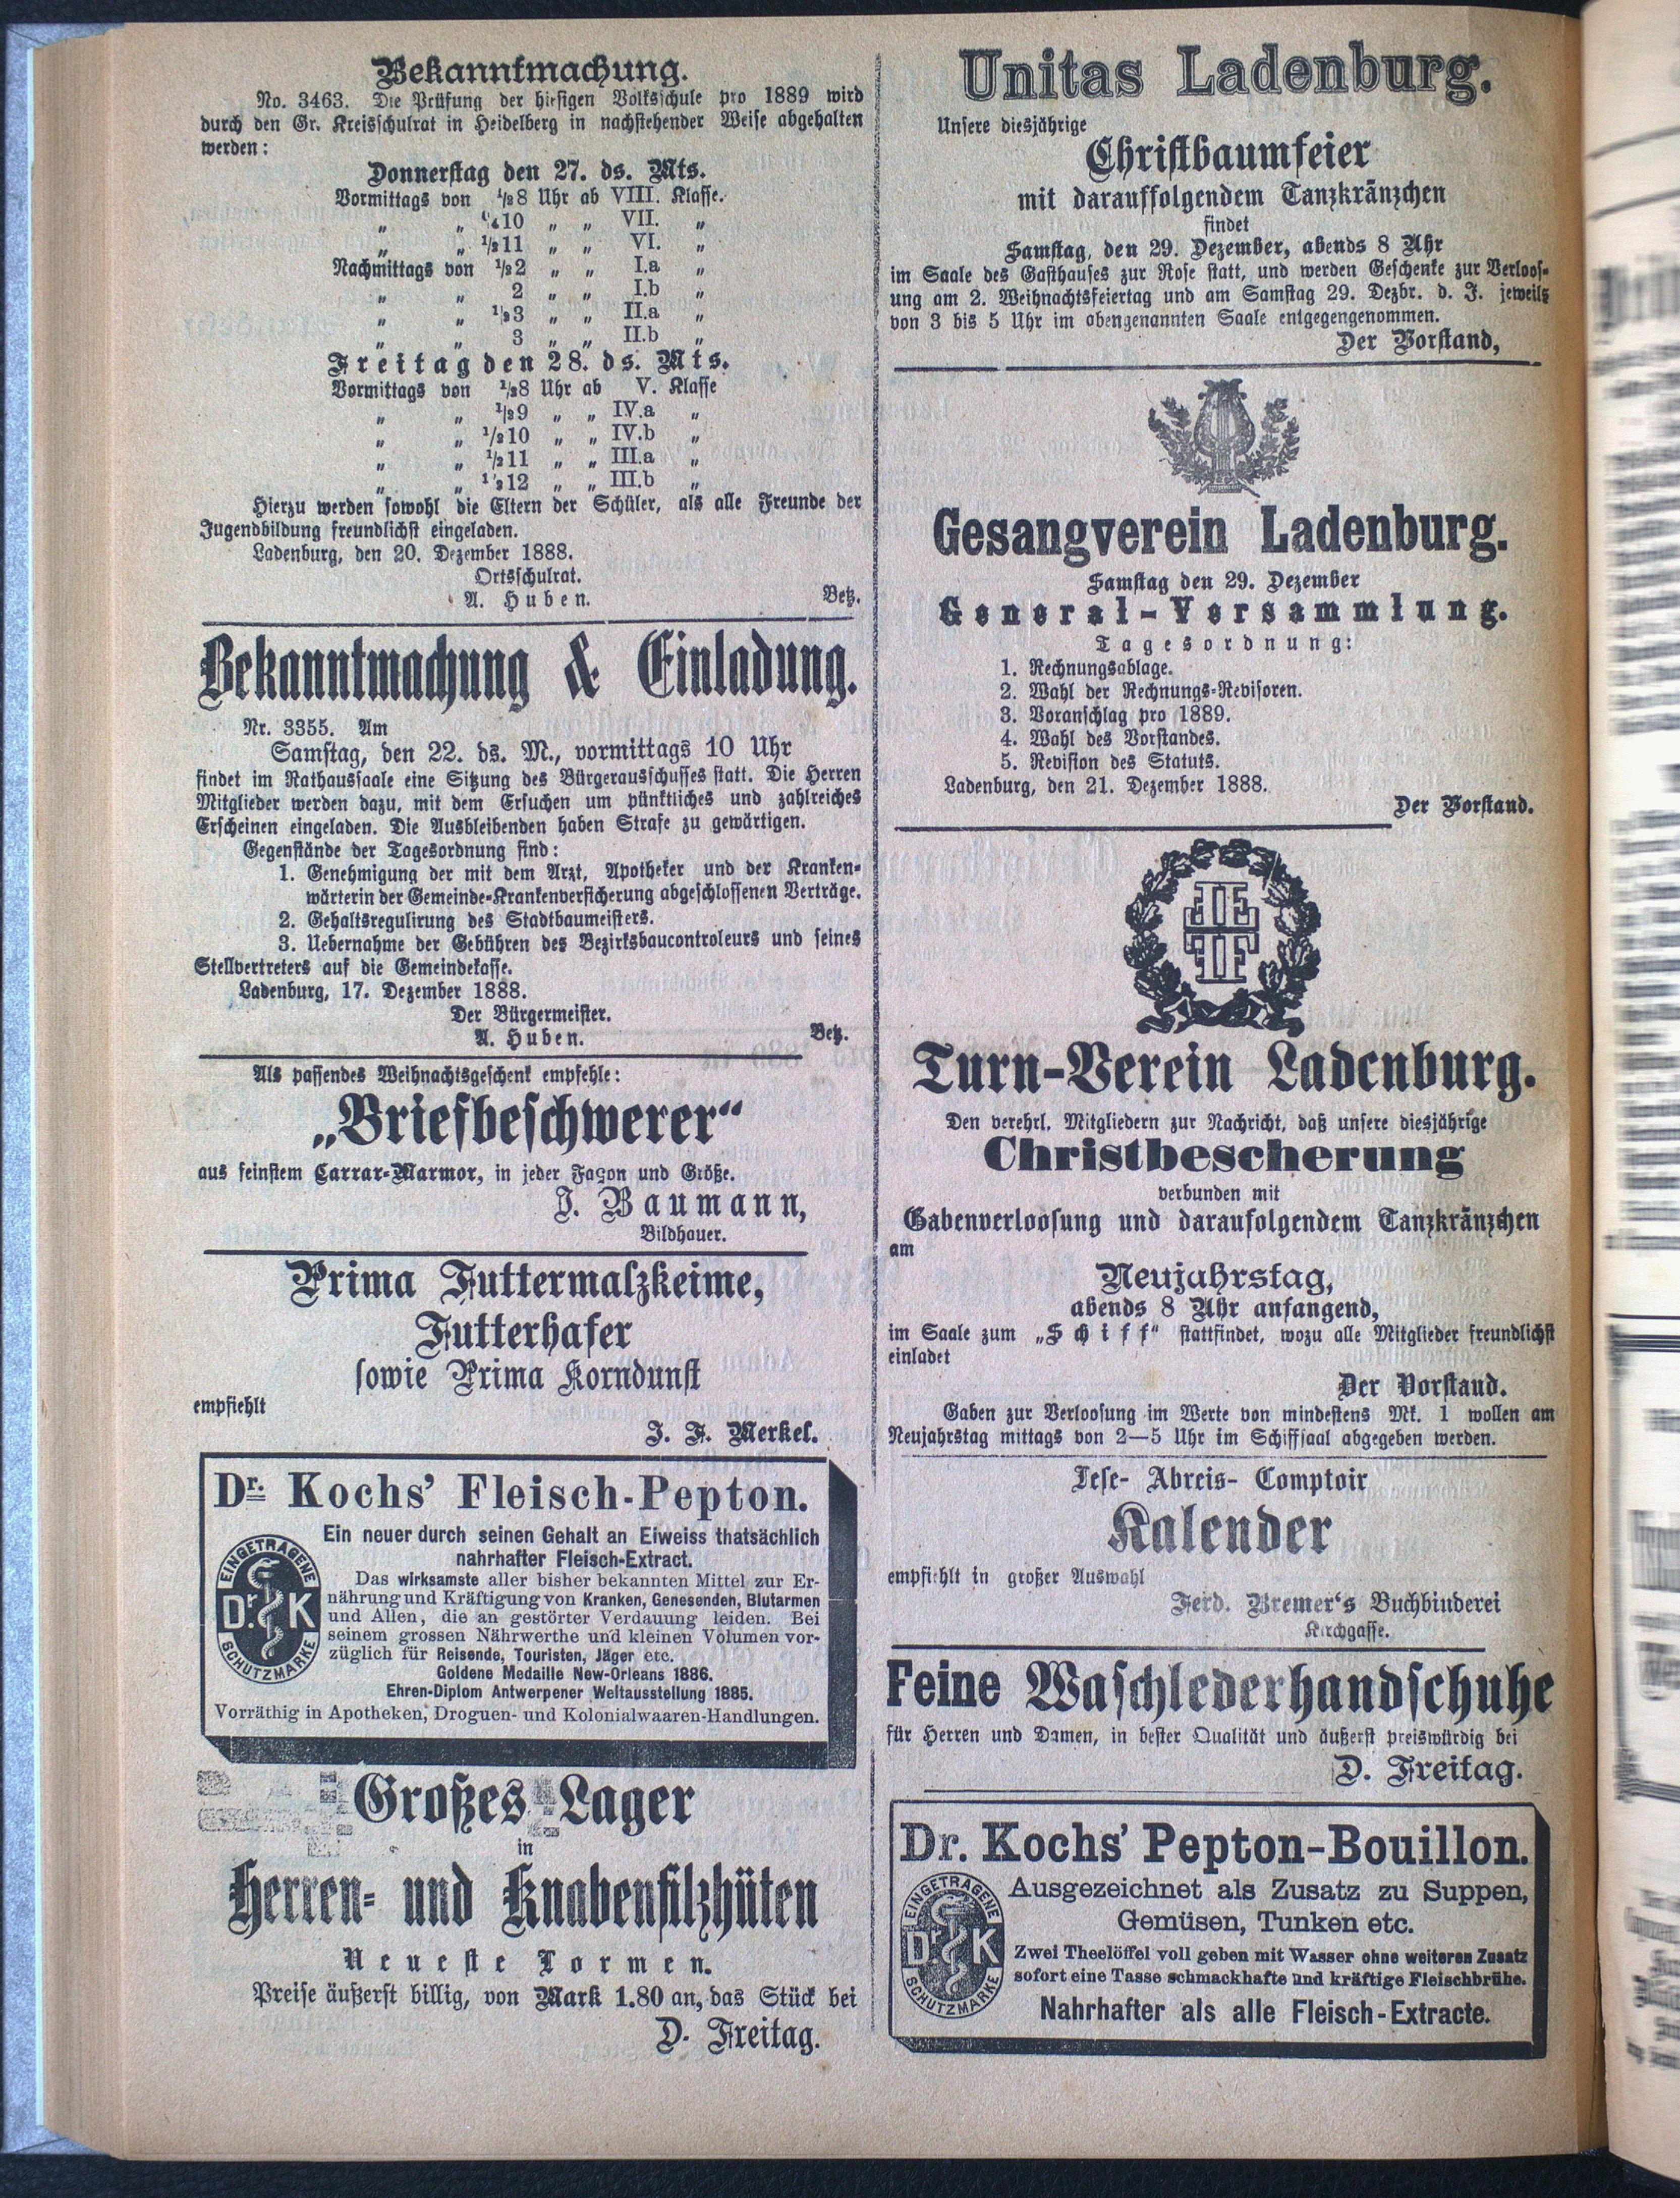 Bekanntmachung.
No. 3463. Die Prüfung der hiesigen Volksschule pro 1889 wird
durch den Gr. Kreisschulrat in Heidelberg in nachstehender Weise abgehalten
werden:
Donnerstag den 27. ds. Mts.
Vormittags von 1/28 Uhr ab VIII. Klasse.
„ „ 1/410 „ „ VII. „
„ „ 1/211 „ „ VI. „
Nachmittags von 1/22 „ „ I.a „
„ „ 2 „ „ I.b „
„ „ 1/23 „ „ II.a „
„ „ 3 „ „ II.b „
Freitag den 28. ds. Mts.
Vormittags von 1/28 Uhr ab V. Klasse
„ „ 1/29 „ „ IV.a „
„ „ 1/210 „ „ IV.b „
„ „ 1/211 „ „ III.a „
„ „ 1/212 „ „ III.b „
Hierzu werden sowohl die Eltern der Schüler, als alle Freunde der
Jugendbildung freundlichst eingeladen.
Ladenburg, den 20. Dezember 1888.
Ortsschulrat.
A. Huben. Betz.
Bekanntmachung & Einladung.
Nr. 3355. Am
Samstag, den 22. ds. M., vormittags 10 Uhr
findet im Rathaussaale eine Sitzung des Bürgerausschusses statt. Die Herren
Mitglieder werden dazu, mit dem Ersuchen um pünktliches und zahlreiches
Erscheinen eingeladen. Die Ausbleibenden haben Strafe zu gewärtigen.
Gegenstände der Tagesordnung sind:
1. Genehmigung der mit dem Arzt, Apotheker und der Kranken-
wärterin der Gemeinde-Krankenversicherung abgeschlossenen Verträge.
2. Gehaltsregulirung des Stadtbaumeisters.
3. Uebernahme der Gebühren des Bezirksbaucontroleurs und seines
Stellvertreters auf die Gemeindekasse.
Ladenburg, 17. Dezember 1888.
Der Bürgermeister.
A. Huben. Betz.
Als passendes Weihnachtsgeschenk empfehle:
„Briefbeschwerer“
aus feinstem Carrar-Marmor, in jeder Façon und Größe.
J. Baumann,
Bildhauer.
Prima Futtermalzkeime,
Futterhafer
sowie Prima Korndunst
empfiehlt
J. F. Merkel.
Dr. Kochs' Fleisch-Pepton.
Ein neuer durch seinen Gehalt an Eiweiss thatsächlich
nahrhafter Fleisch-Extract.
EINGETRAGENE
Dr. K
SCHUTZMARKE
Das wirksamste aller bisher bekannten Mittel zur Er-
nährung und Kräftigung von Kranken, Genesenden, Blutarmen
und Allen, die an gestörter Verdauung leiden. Bei
seinem grossen Nährwerthe und kleinen Volumen vor-
züglich für Reisende, Touristen, Jäger etc.
Goldene Medaille New-Orleans 1886.
Ehren-Diplom Antwerpener Weltausstellung 1885.
Vorräthig in Apotheken, Droguen- und Kolonialwaaren-Handlungen.
Großes Lager
in
Herren- und Knabenfilzhüten
Neueste Formen.
Preise äußerst billig, von Mark 1.80 an, das Stück bei
D. Freitag.
Unitas Ladenburg.
Unsere diesjährige
Christbaumfeier
mit darauffolgendem Tanzkränzchen
findet
Samstag, den 29. Dezember, abends 8 Uhr
im Saale des Gasthauses zur Rose statt, und werden Geschenke zur Verloos-
ung am 2. Weihnachtsfeiertag und am Samstag 29. Dezbr. d. J. jeweils
von 3 bis 5 Uhr im obengenannten Saale entgegengenommen.
Der Vorstand,
Gesangverein Ladenburg.
Samstag den 29. Dezember
General-Versammlung.
Tagesordnung:
1. Rechnungsablage.
2. Wahl der Rechnungs-Revisoren.
3. Voranschlag pro 1889.
4. Wahl des Vorstandes.
5. Revision des Statuts.
Ladenburg, den 21. Dezember 1888.
Der Vorstand.
Turn-Verein Ladenburg.
Den verehrl. Mitgliedern zur Nachricht, daß unsere diesjährige
Christbescherung
verbunden mit
Gabenverloosung und daraufolgendem Tanzkränzchen
am
Neujahrstag,
abends 8 Uhr anfangend,
im Saale zum „Schiff“ stattfindet, wozu alle Mitglieder freundlichst
einladet
Der Vorstand.
Gaben zur Verloosung im Werte von mindestens Mk. 1 wollen am
Neujahrstag mittags von 2—5 Uhr im Schiffsaal abgegeben werden.
Lese- Abreis- Comptoir
Kalender
empfiehlt in großer Auswahl
Ferd. Bremer's Buchbinderei
Kirchgasse.
Feine Waschlederhandschuhe
für Herren und Damen, in bester Qualität und äußerst preiswürdig bei
D. Freitag.
Dr. Kochs' Pepton-Bouillon.
EINGETRAGENE
Dr. K
SCHUTZMARKE
Ausgezeichnet als Zusatz zu Suppen,
Gemüsen, Tunken etc.
Zwei Theelöffel voll geben mit Wasser ohne weiteren Zusatz
sofort eine Tasse schmackhafte und kräftige Fleischbrühe.
Nahrhafter als alle Fleisch-Extracte.